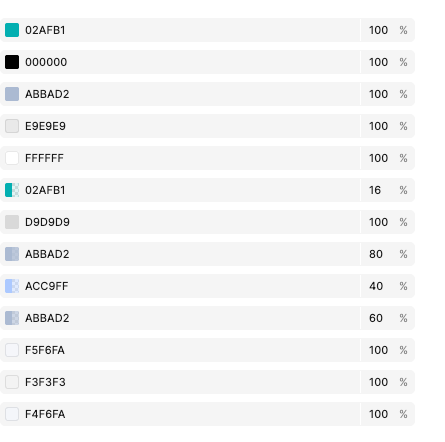 02AFB1 100 %
000000 100 %
ABBAD2 100 %
E9E9E9 100 %
FFFFFF 100 %
02AFB1 16 %
D9D9D9 100 %
ABBAD2 80 %
ACC9FF 40 %
ABBAD2 60 %
F5F6FA 100 %
F3F3F3 100 %
F4F6FA 100 %